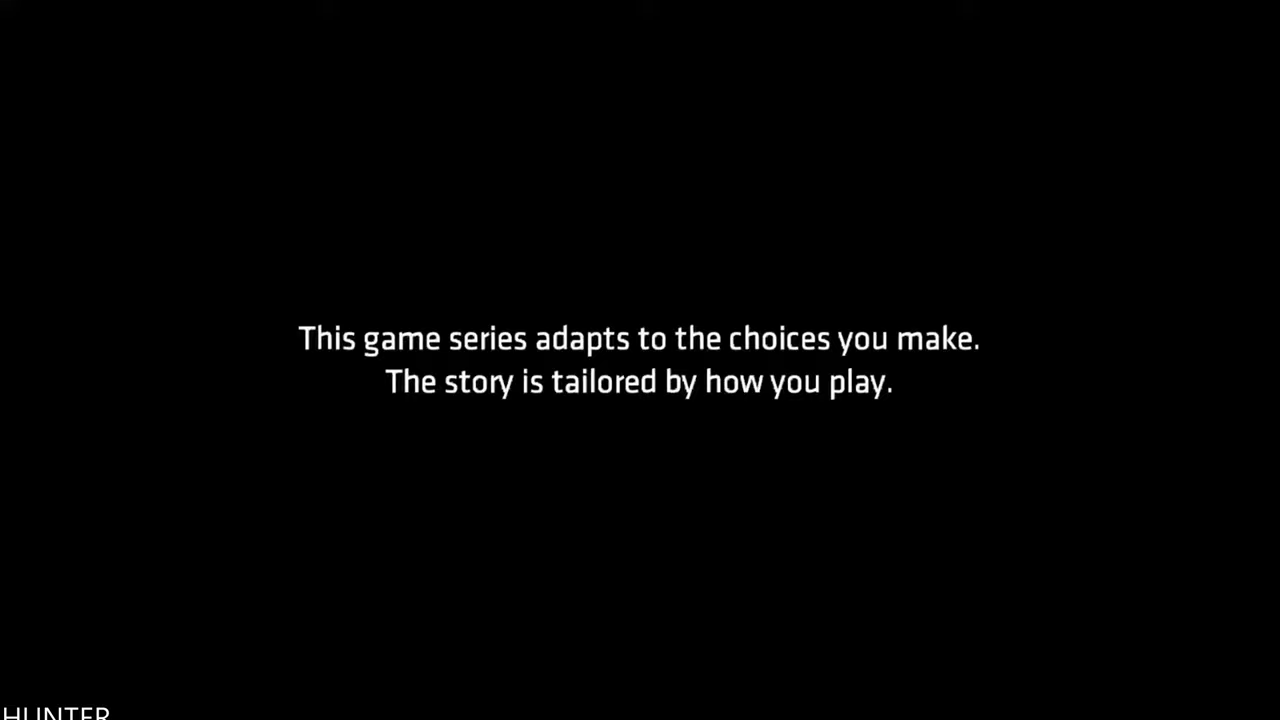 This game series adapts to the choices you make.
The story is tailored by how you play.
HUNTER